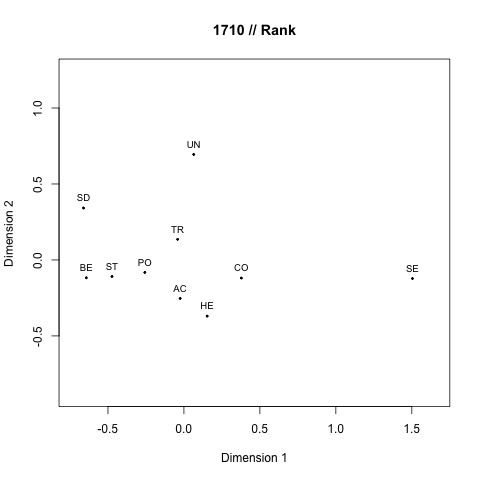 1710 // Rank
UN
SD
TR
BE
ST
PO
CO
SE
AC
HE
1.0
0.5
0.0
-0.5
Dimension 2
-0.5
0.0
0.5
1.0
1.5
Dimension 1